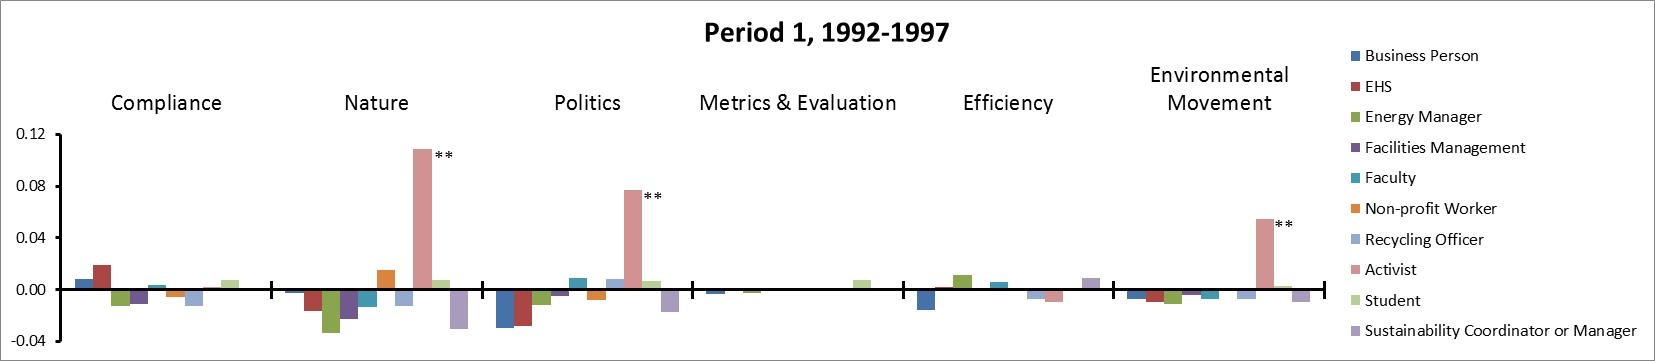 Period 1, 1992-1997
Compliance
Nature
Politics
Metrics & Evaluation
Efficiency
Environmental
Movement
0.12
0.08
0.04
0.00
-0.04
**
**
**
Business Person
EHS
Energy Manager
Facilities Management
Faculty
Non-profit Worker
Recycling Officer
Activist
Student
Sustainability Coordinator or Manager